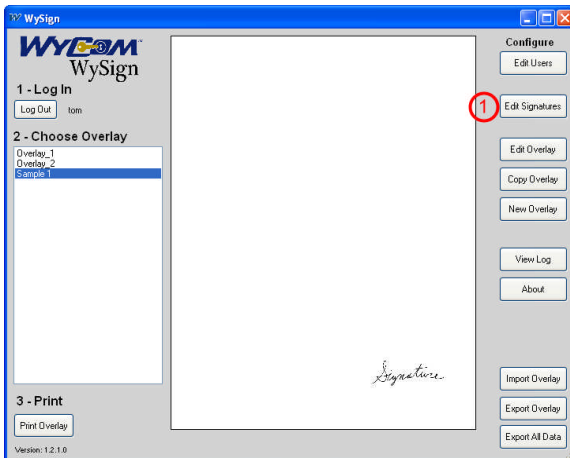 WySign
WYCOM
WySign
1 - Log In
Log Out
tom
2 - Choose Overlay
Overlay_1
Overlay_2
Sample 1
3 - Print
Print Overlay
Version: 1.2.1.0
Signature
Configure
Edit Users
1
Edit Signatures
Edit Overlay
Copy Overlay
New Overlay
View Log
About
Import Overlay
Export Overlay
Export All Data